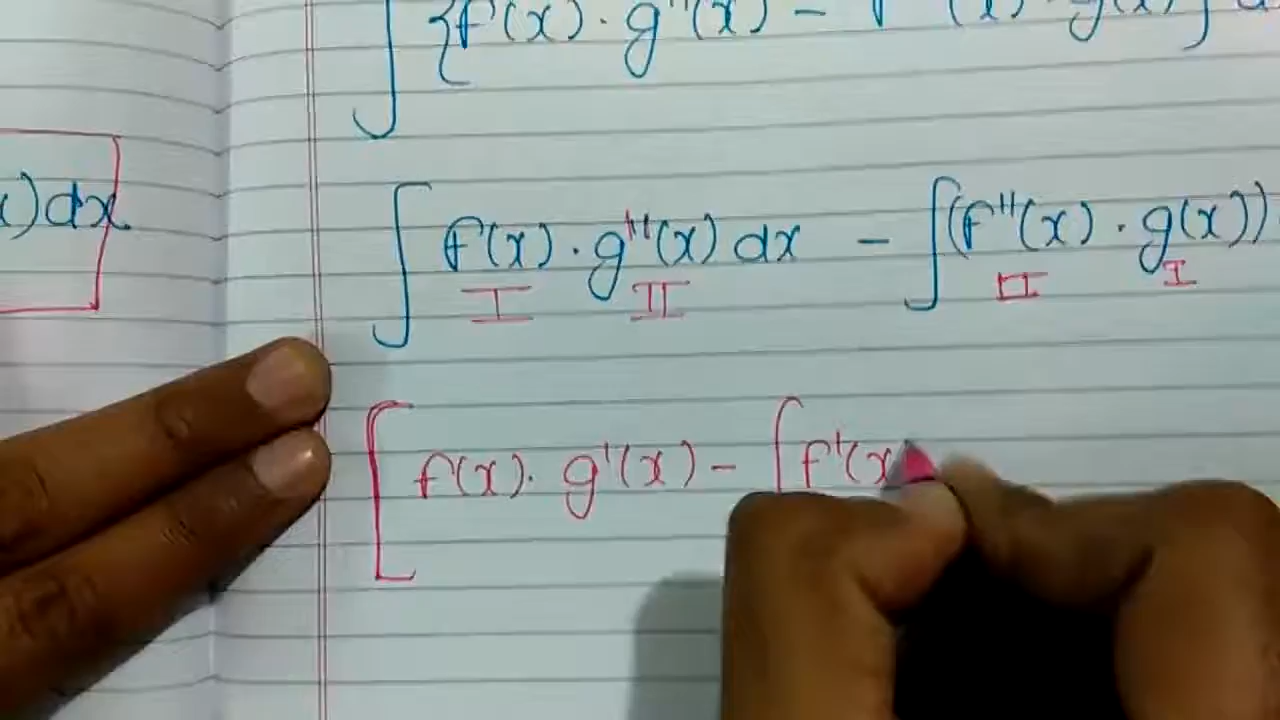 ∫{f(x)·g''(x) -
)dx
∫ f(x)·g''(x) dx - ∫(f''(x)·g(x))
I II II I
[f(x)·g'(x) - ∫f'(x